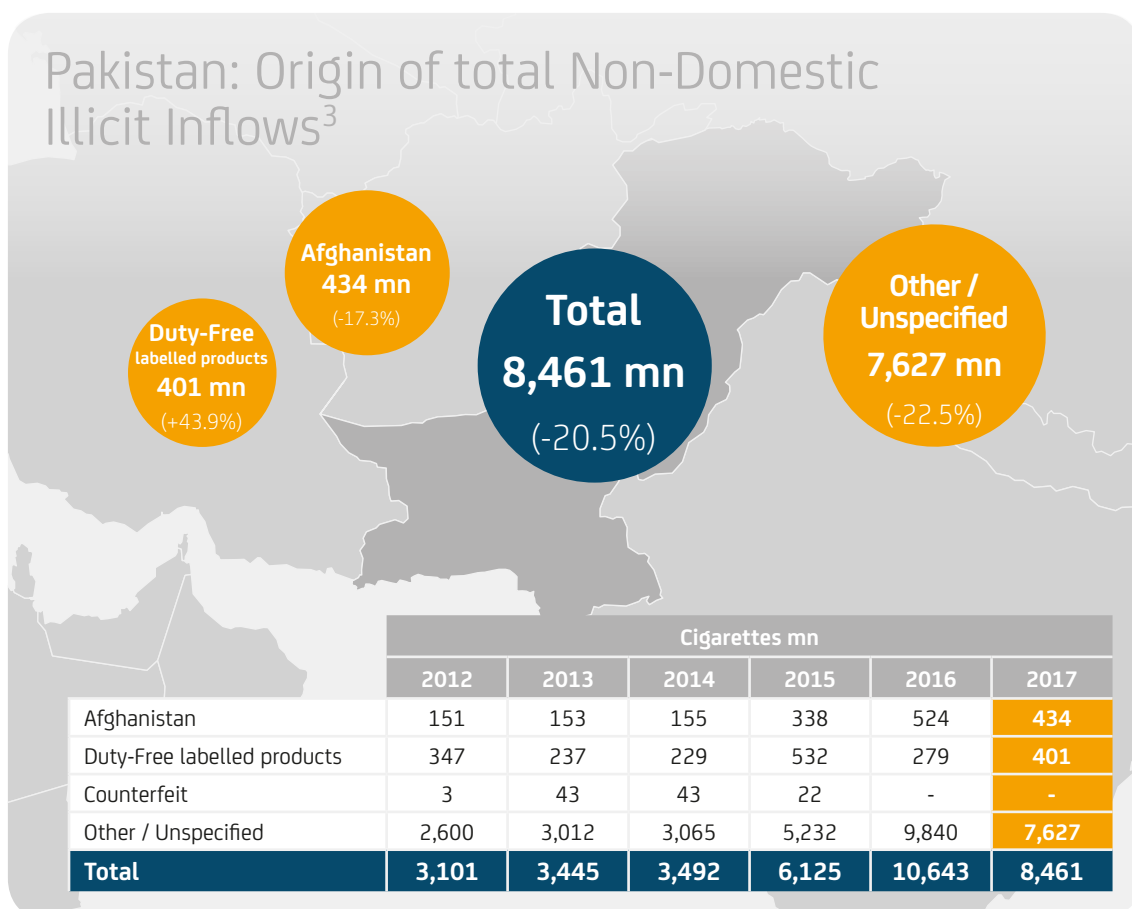 Pakistan: Origin of total Non-Domestic
Illicit Inflows3
Afghanistan
434 mn
(-17.3%)
Duty-Free
labelled products
401 mn
(+43.9%)
Total
8,461 mn
(-20.5%)
Other /
Unspecified
7,627 mn
(-22.5%)
Cigarettes mn
2012 2013 2014 2015 2016 2017
Afghanistan 151 153 155 338 524 434
Duty-Free labelled products 347 237 229 532 279 401
Counterfeit 3 43 43 22 - -
Other / Unspecified 2,600 3,012 3,065 5,232 9,840 7,627
Total 3,101 3,445 3,492 6,125 10,643 8,461